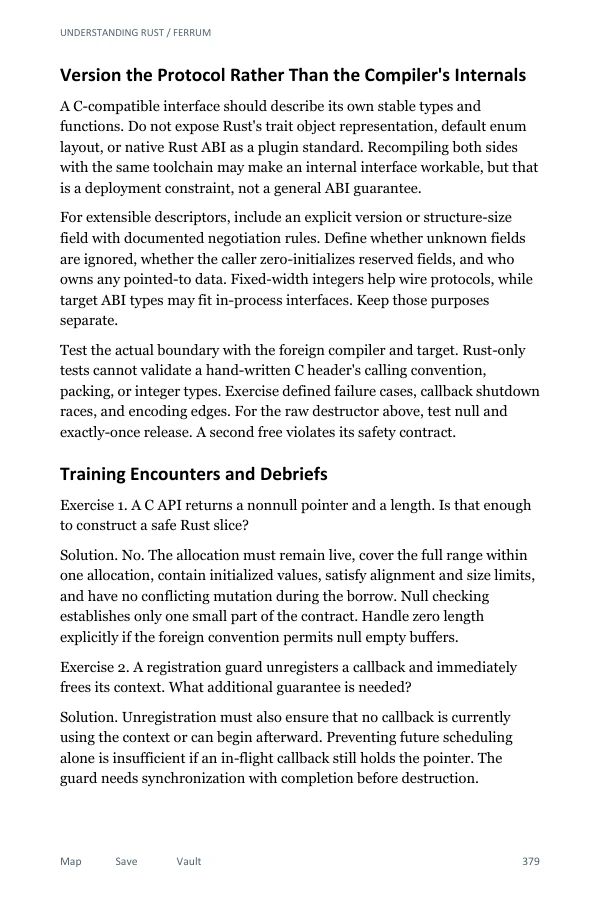 UNDERSTANDING RUST / FERRUM
Version the Protocol Rather Than the Compiler's Internals
A C-compatible interface should describe its own stable types and
functions. Do not expose Rust's trait object representation, default enum
layout, or native Rust ABI as a plugin standard. Recompiling both sides
with the same toolchain may make an internal interface workable, but that
is a deployment constraint, not a general ABI guarantee.
For extensible descriptors, include an explicit version or structure-size
field with documented negotiation rules. Define whether unknown fields
are ignored, whether the caller zero-initializes reserved fields, and who
owns any pointed-to data. Fixed-width integers help wire protocols, while
target ABI types may fit in-process interfaces. Keep those purposes
separate.
Test the actual boundary with the foreign compiler and target. Rust-only
tests cannot validate a hand-written C header's calling convention,
packing, or integer types. Exercise defined failure cases, callback shutdown
races, and encoding edges. For the raw destructor above, test null and
exactly-once release. A second free violates its safety contract.
Training Encounters and Debriefs
Exercise 1. A C API returns a nonnull pointer and a length. Is that enough
to construct a safe Rust slice?
Solution. No. The allocation must remain live, cover the full range within
one allocation, contain initialized values, satisfy alignment and size limits,
and have no conflicting mutation during the borrow. Null checking
establishes only one small part of the contract. Handle zero length
explicitly if the foreign convention permits null empty buffers.
Exercise 2. A registration guard unregisters a callback and immediately
frees its context. What additional guarantee is needed?
Solution. Unregistration must also ensure that no callback is currently
using the context or can begin afterward. Preventing future scheduling
alone is insufficient if an in-flight callback still holds the pointer. The
guard needs synchronization with completion before destruction.
Map Save Vault 379